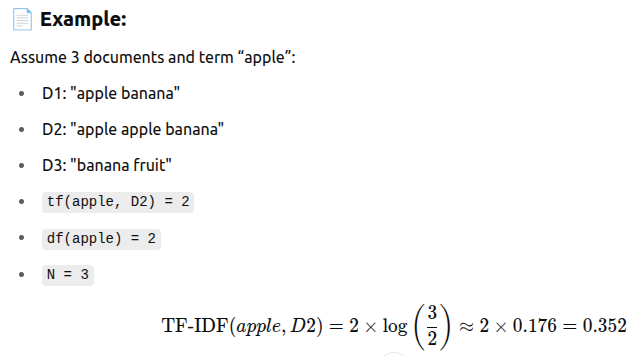 📄 Example:
Assume 3 documents and term “apple”:
• D1: "apple banana"
• D2: "apple apple banana"
• D3: "banana fruit"
• tf(apple, D2) = 2
• df(apple) = 2
• N = 3
TF-IDF(apple, D2) = 2 × log(3/2) ≈ 2 × 0.176 = 0.352